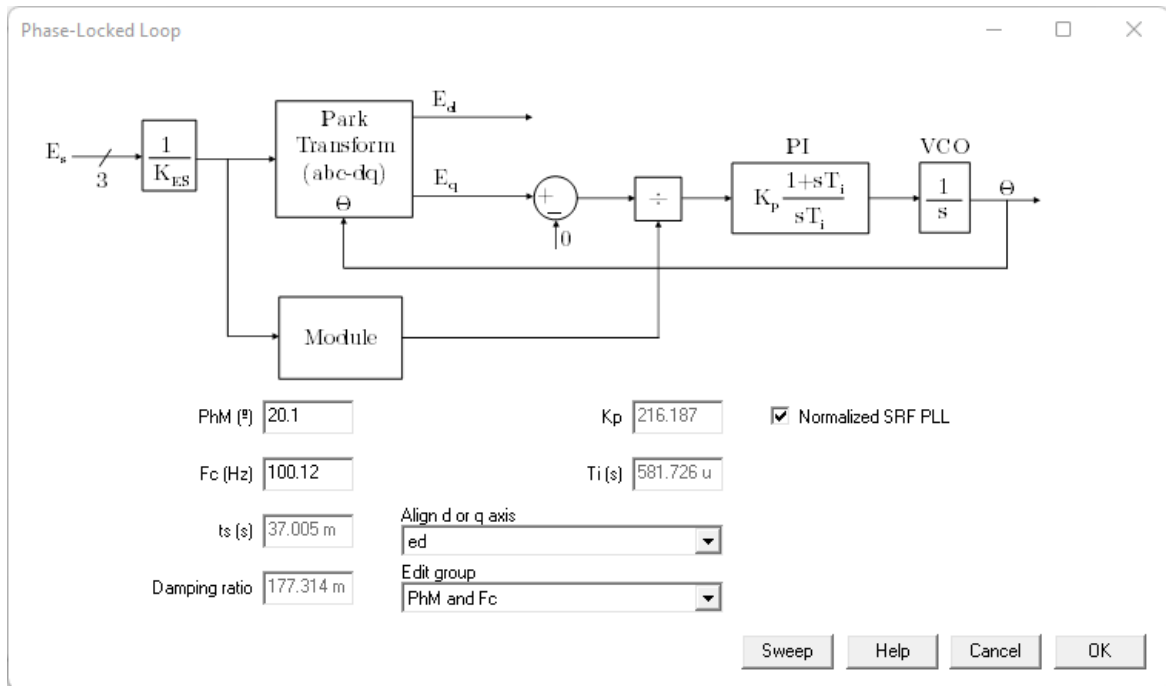 Phase-Locked Loop
E_s
3
1
K_ES
Park
Transform
(abc-dq)
Θ
E_d
E_q
+
−
0
÷
PI
K_p 1+sT_i
sT_i
VCO
1
s
Θ
Module
PhM (º) 20.1
Kp 216.187
Normalized SRF PLL
Fc (Hz) 100.12
Ti (s) 581.726 u
ts (s) 37.005 m
Align d or q axis
ed
Damping ratio 177.314 m
Edit group
PhM and Fc
Sweep Help Cancel OK